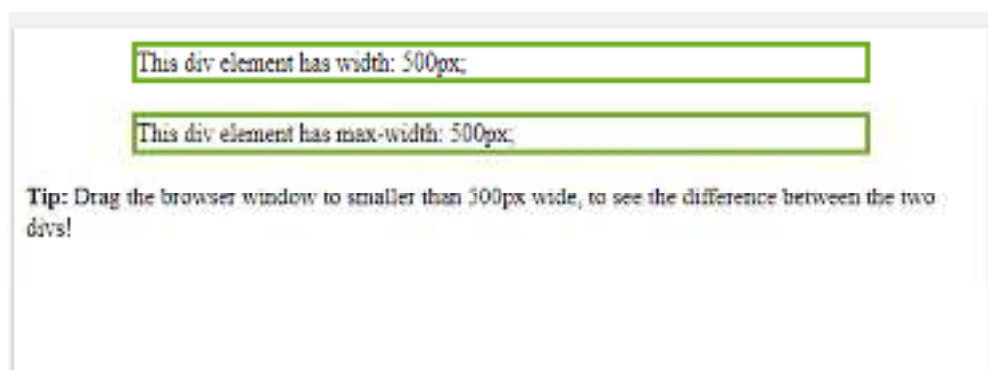 This div element has width: 500px;
This div element has max-width: 500px;
Tip: Drag the browser window to smaller than 500px wide, to see the difference between the two
divs!